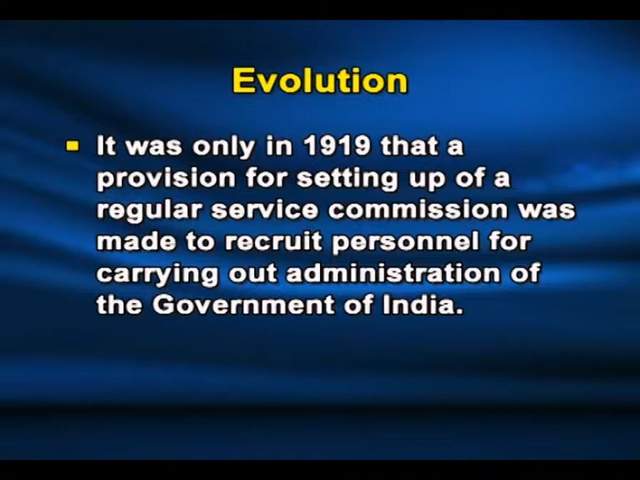 Evolution
It was only in 1919 that a
provision for setting up of a
regular service commission was
made to recruit personnel for
carrying out administration of
the Government of India.